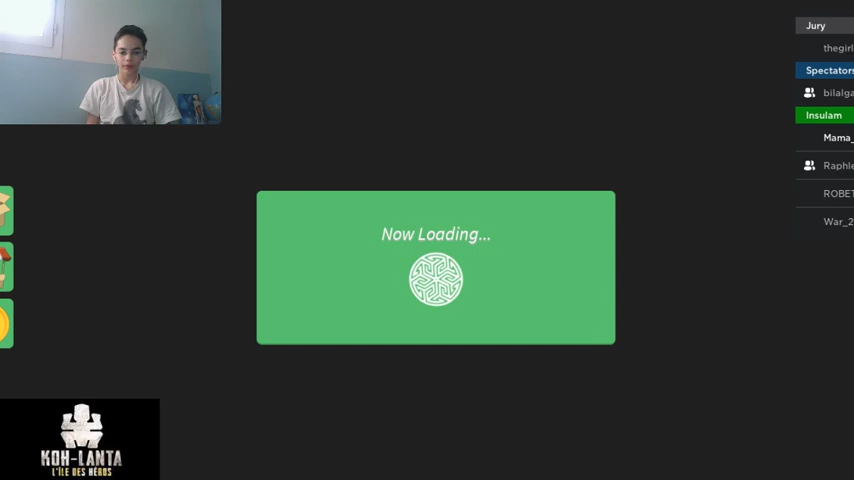 Jury
thegirl
Spectators
bilalga
Insulam
Mama_
Raphle
ROBET
War_2
Now Loading...
KOH-LANTA
L'ÎLE DES HÉROS